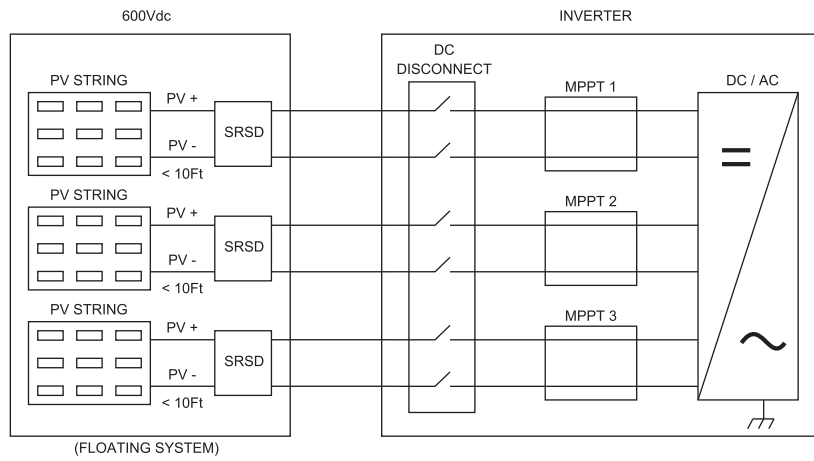 600Vdc
INVERTER
DC
DISCONNECT
PV STRING
PV +
PV -
< 10Ft
SRSD
MPPT 1
DC / AC
PV STRING
PV +
PV -
< 10Ft
SRSD
MPPT 2
PV STRING
PV +
PV -
< 10Ft
SRSD
MPPT 3
(FLOATING SYSTEM)